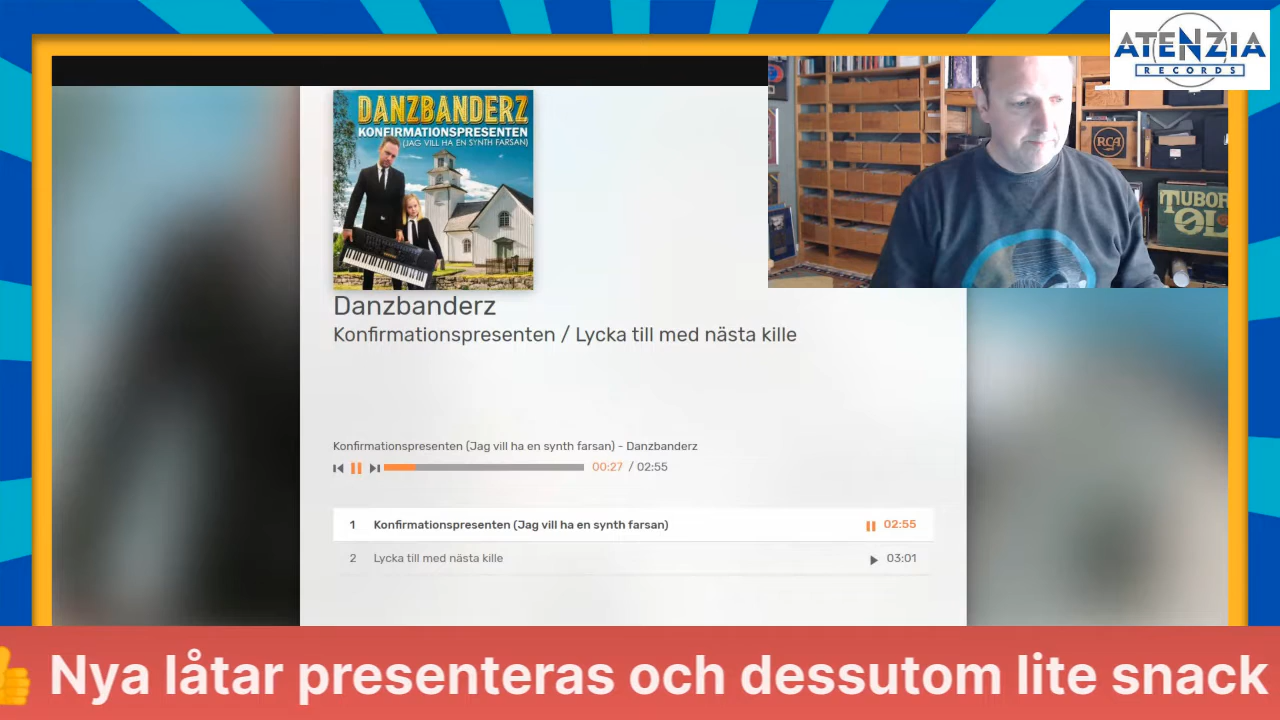 ATENZIA
RECORDS
DANZBANDERZ
KONFIRMATIONSPRESENTEN
(JAG VILL HA EN SYNTH FARSAN)
RCA
TUBOR
ØL
Danzbanderz
Konfirmationspresenten / Lycka till med nästa kille
Konfirmationspresenten (Jag vill ha en synth farsan) - Danzbanderz
00:27 / 02:55
1 Konfirmationspresenten (Jag vill ha en synth farsan) 02:55
2 Lycka till med nästa kille 03:01
👍 Nya låtar presenteras och dessutom lite snack